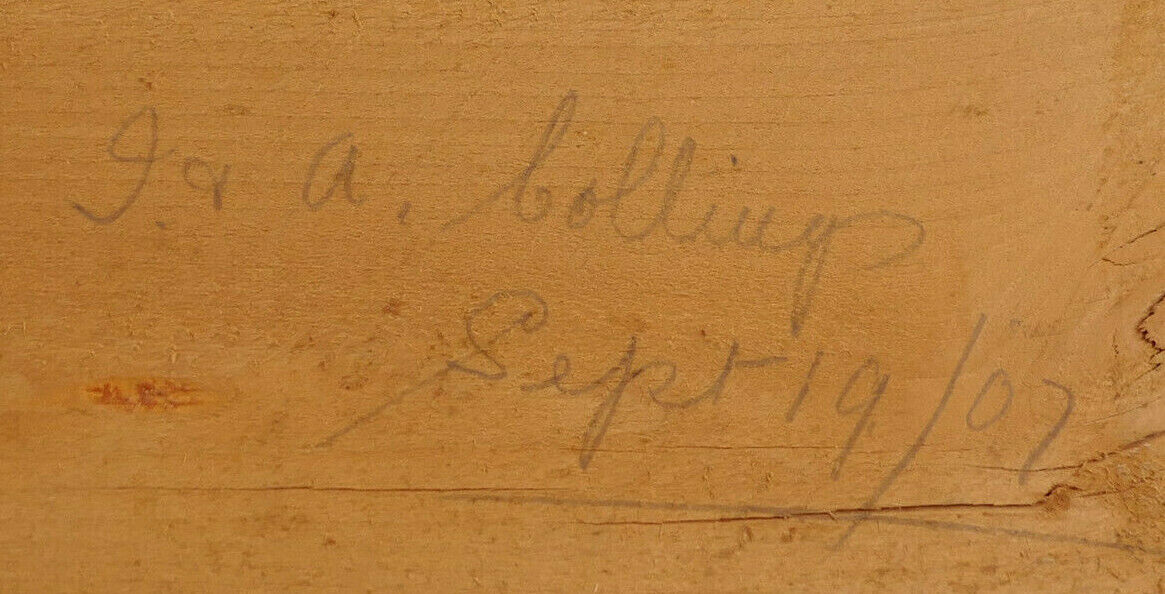 A. Colling
Sept 19/07